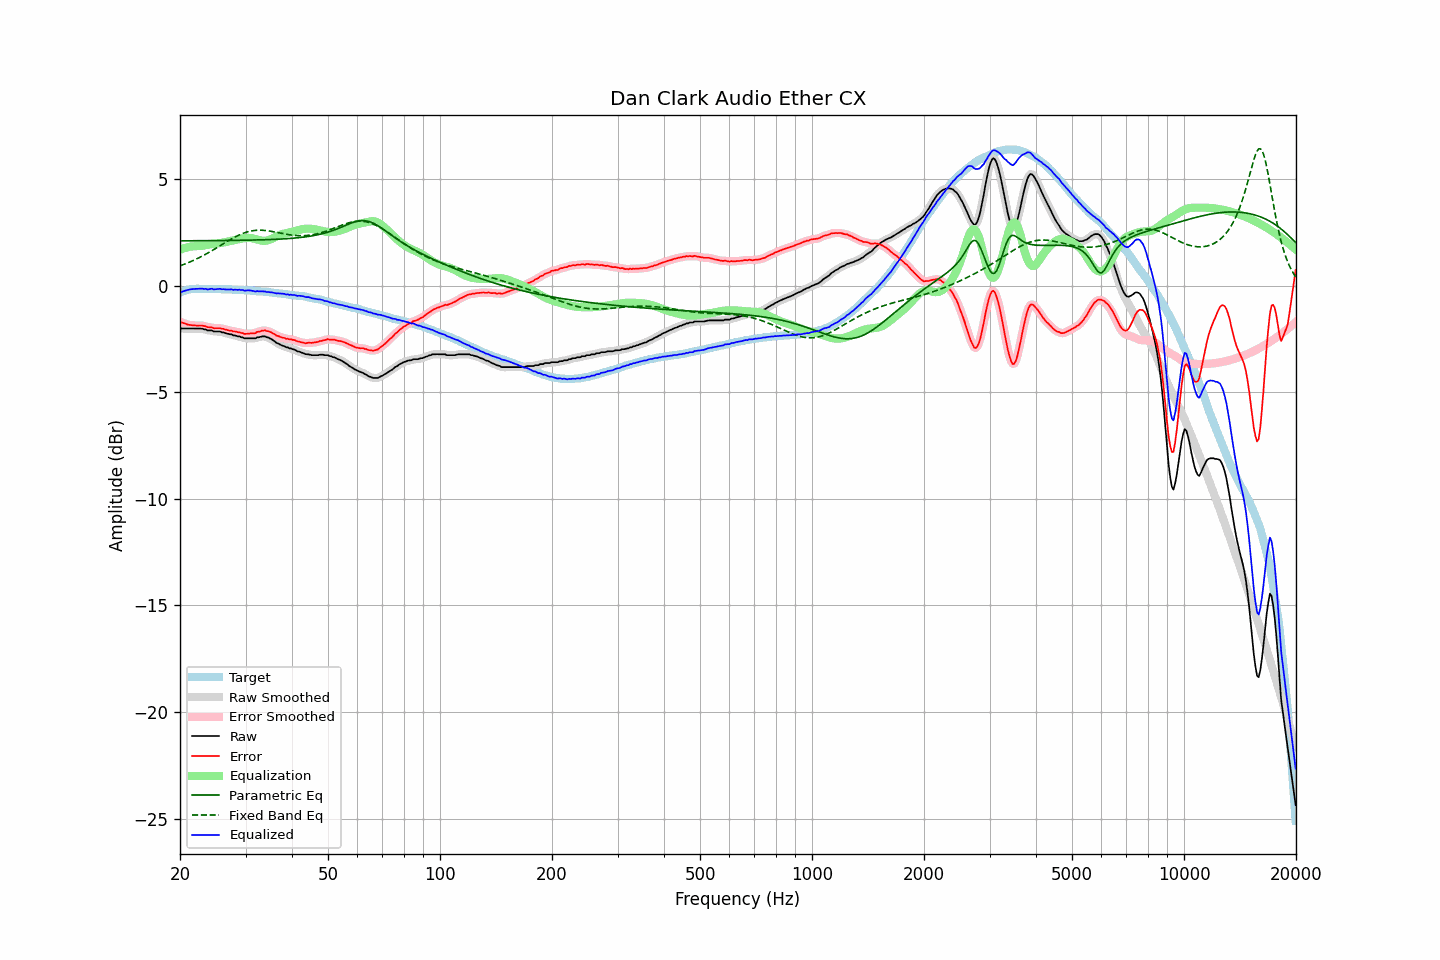 Dan Clark Audio Ether CX
Amplitude (dBr)
5
0
−5
−10
−15
−20
−25
Target
Raw Smoothed
Error Smoothed
Raw
Error
Equalization
Parametric Eq
Fixed Band Eq
Equalized
20 50 100 200 500 1000 2000 5000 10000 20000
Frequency (Hz)